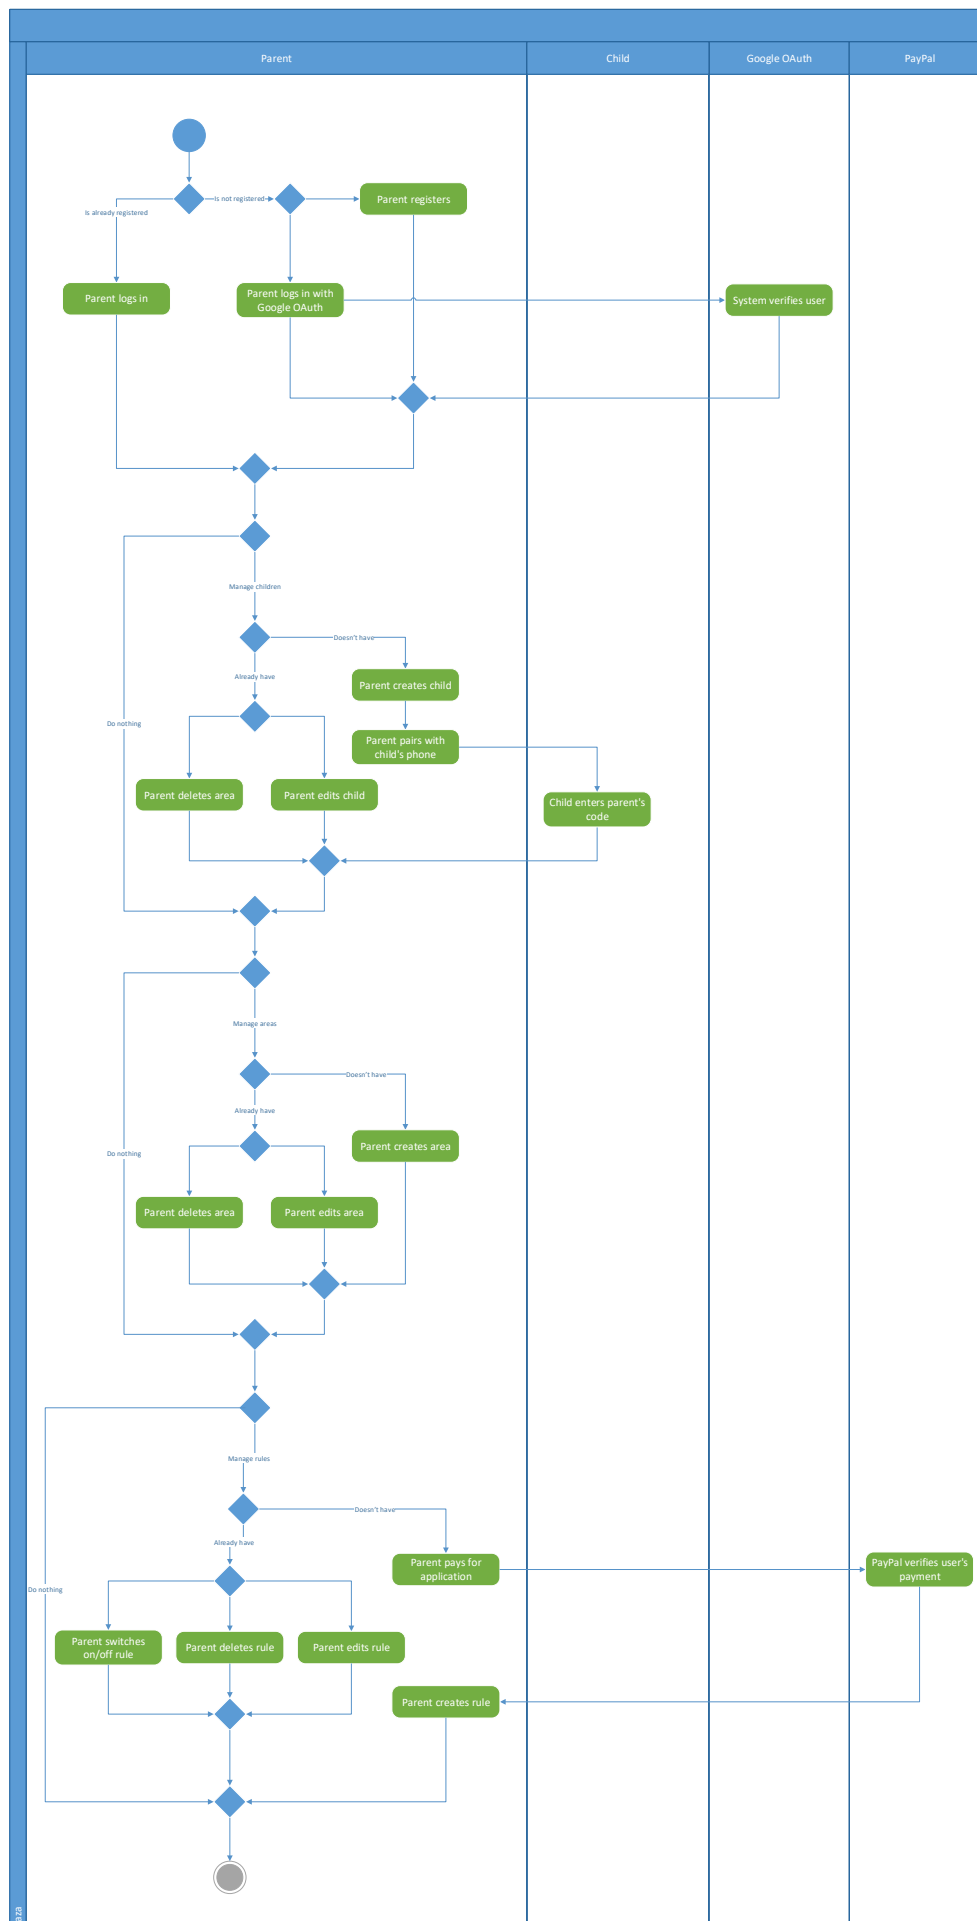 Parent
Child
Google OAuth
PayPal
Is not registered
Parent registers
Is already registered
Parent logs in
Parent logs in with
Google OAuth
System verifies user
Manage children
Doesn't have
Already have
Parent creates child
Do nothing
Parent pairs with
child's phone
Parent deletes area
Parent edits child
Child enters parent's
code
Manage areas
Doesn't have
Already have
Parent creates area
Do nothing
Parent deletes area
Parent edits area
Manage rules
Doesn't have
Already have
Parent pays for
application
PayPal verifies user's
payment
Do nothing
Parent switches
on/off rule
Parent deletes rule
Parent edits rule
Parent creates rule